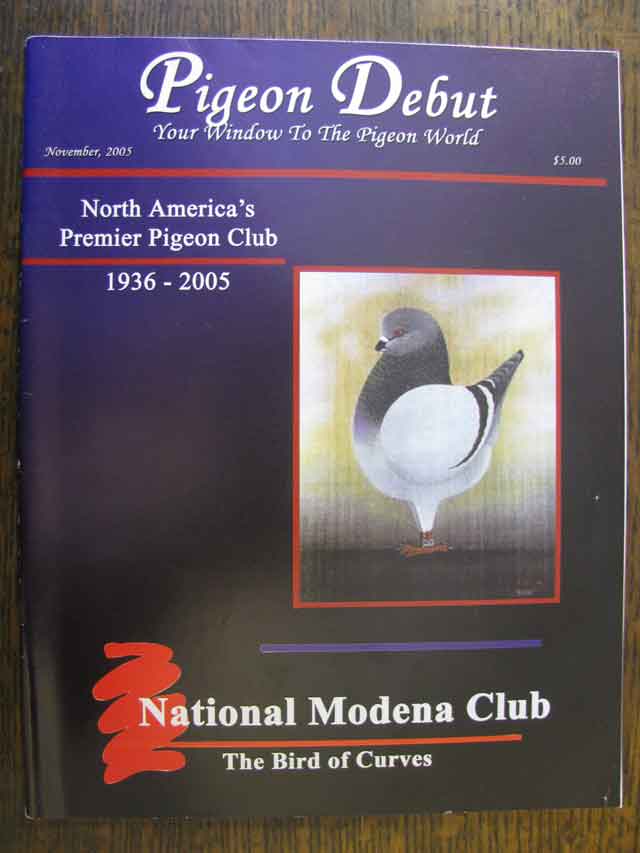 Pigeon Debut
Your Window To The Pigeon World
November, 2005
$5.00
North America's
Premier Pigeon Club
1936 - 2005
National Modena Club
The Bird of Curves